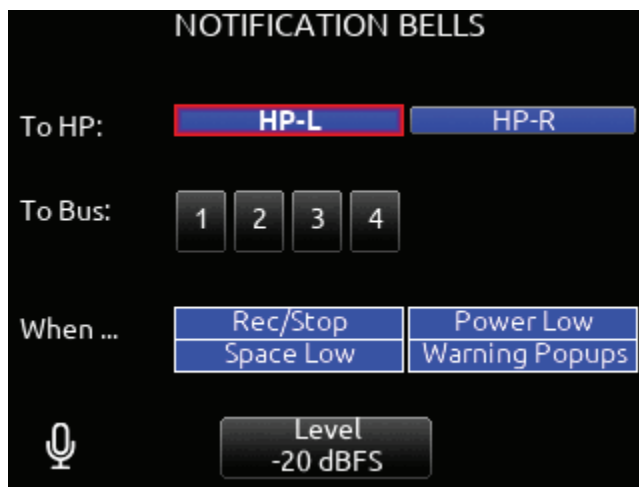 NOTIFICATION BELLS
To HP: HP-L HP-R
To Bus: 1 2 3 4
When ... Rec/Stop Power Low
Space Low Warning Popups
Level
-20 dBFS